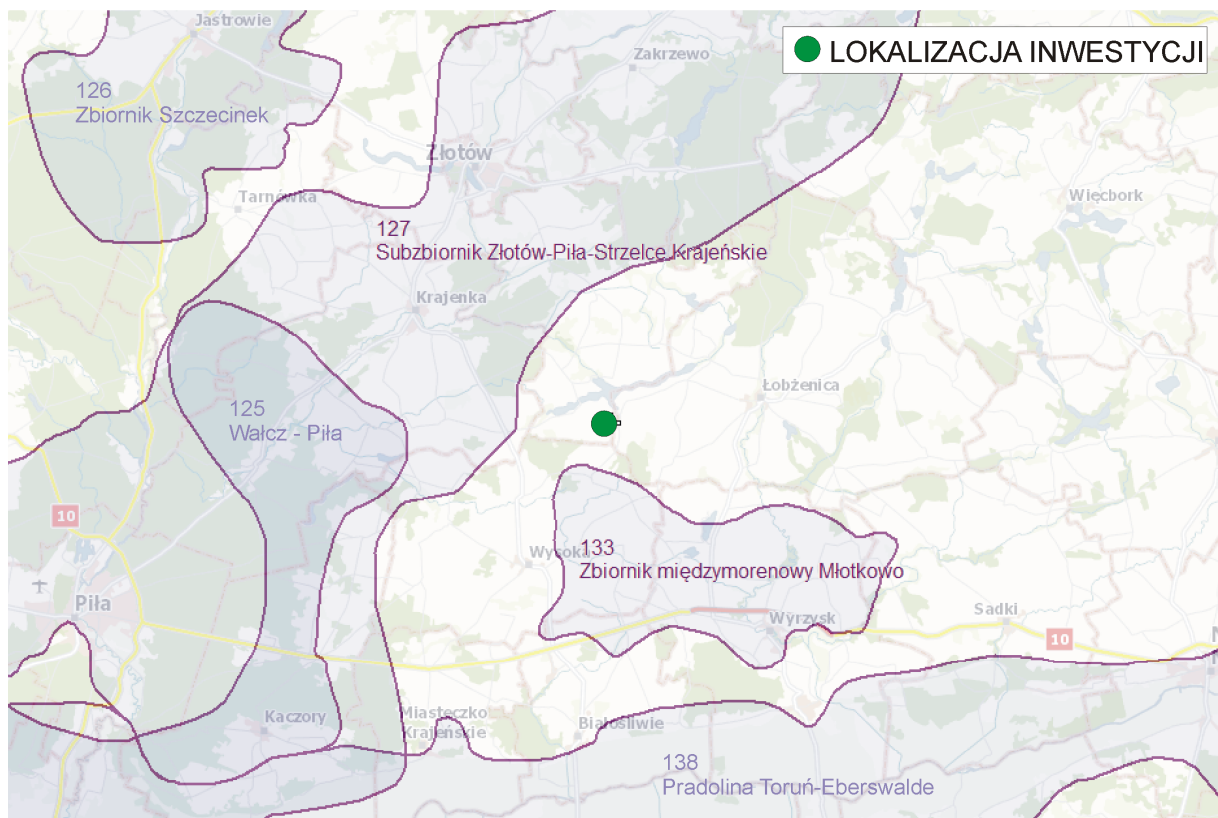 Jastrowie
LOKALIZACJA INWESTYCJI
Zakrzewo
126
Zbiornik Szczecinek
Złotów
Tarnówka
Więcbork
127
Subzbiornik Złotów-Piła-Strzelce Krajeńskie
Krajenka
Łobżenica
125
Wałcz - Piła
10
Wysoka
133
Zbiornik międzymorenowy Młotkowo
Piła
Sadki
Wyrzysk
10
N
Kaczory
Miasteczko
Krajeńskie
Białośliwie
138
Pradolina Toruń-Eberswalde